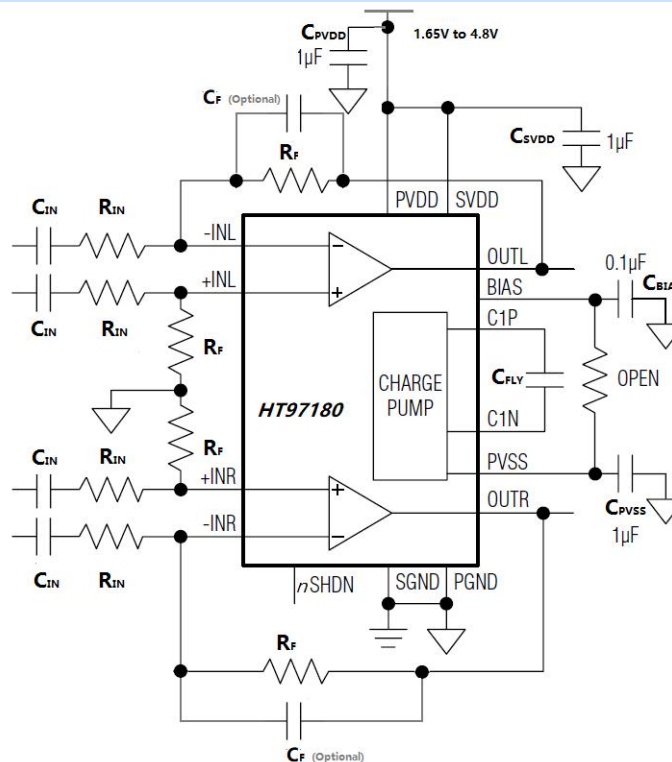 CPVDD
1µF
1.65V to 4.8V
CF (Optional)
RF
CSVDD
1µF
PVDD
SVDD
CIN
RIN
-INL
OUTL
+INL
BIAS
0.1µF
CBIA
CIN
RIN
C1P
RF
CHARGE
PUMP
CFLY
OPEN
HT97180
C1N
RF
CIN
RIN
+INR
PVSS
-INR
OUTR
CPVSS
1µF
CIN
RIN
nSHDN
SGND
PGND
RF
CF (Optional)